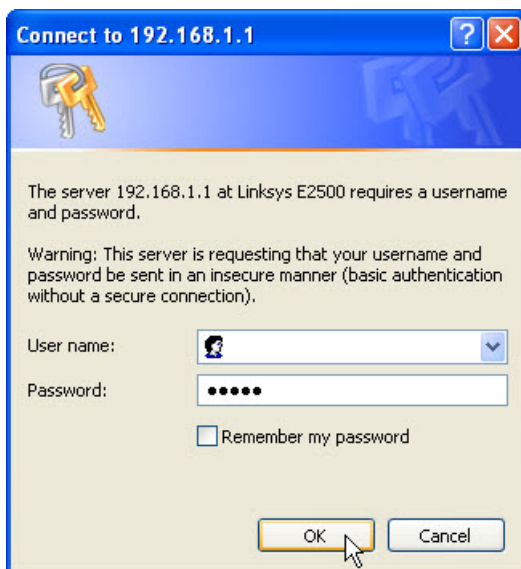 Connect to 192.168.1.1
The server 192.168.1.1 at Linksys E2500 requires a username
and password.
Warning: This server is requesting that your username and
password be sent in an insecure manner (basic authentication
without a secure connection).
User name:
Password: •••••
Remember my password
OK Cancel